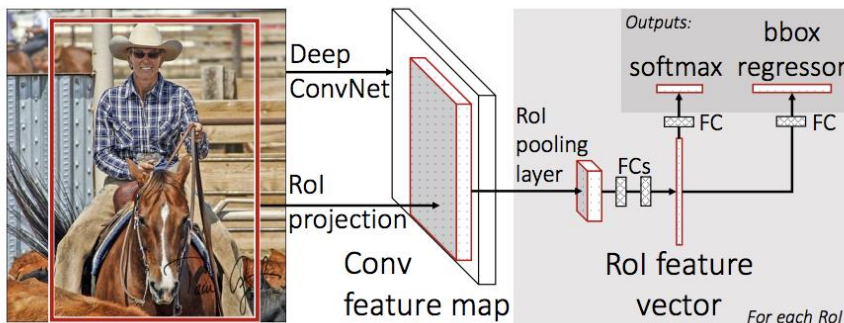 Deep
ConvNet
RoI
projection
Conv
feature map
RoI
pooling
layer
FCs
RoI feature
vector
For each RoI
Outputs:
softmax
bbox
regressor
FC
FC